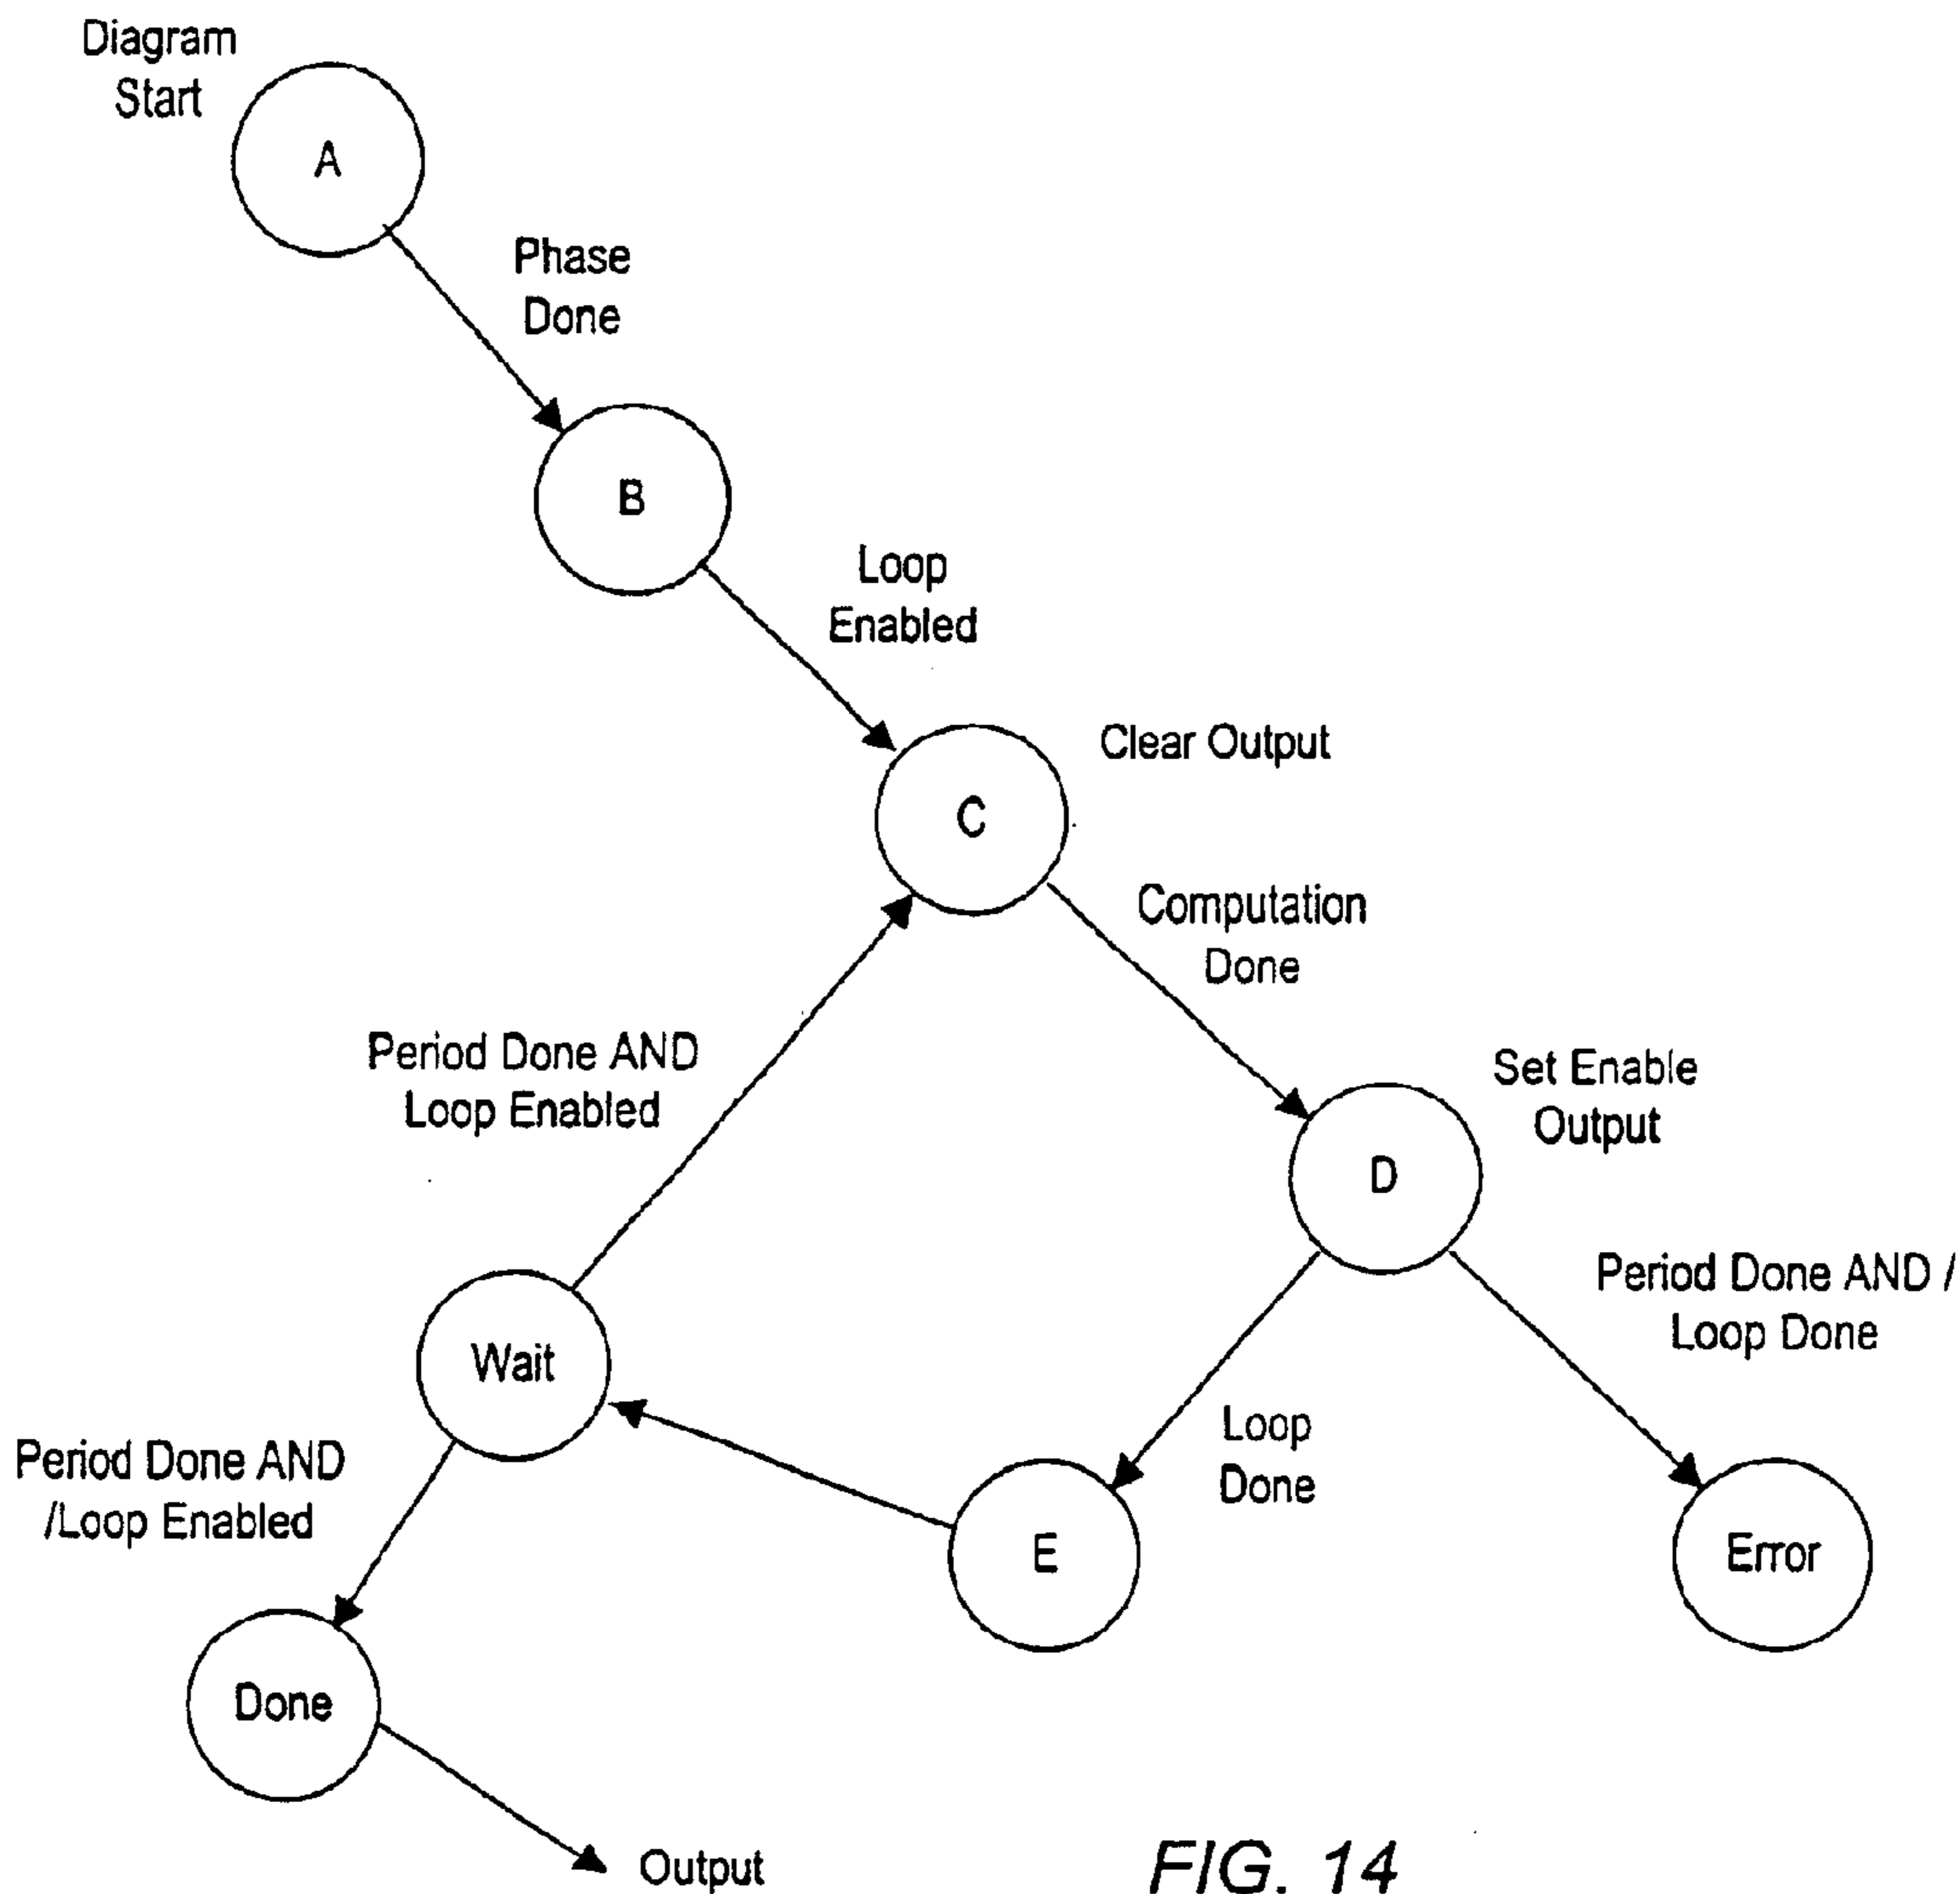 Diagram
Start
A
Phase
Done
B
Loop
Enabled
Clear Output
C
Computation
Done
Period Done AND
Loop Enabled
Set Enable
Output
D
Period Done AND /
Loop Done
Wait
Loop
Done
Period Done AND
/Loop Enabled
E
Error
Done
Output
FIG. 14